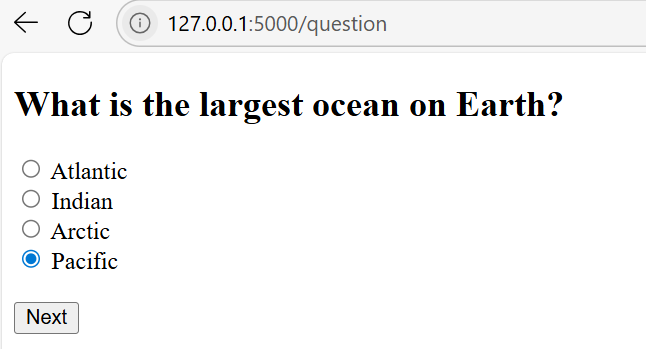 127.0.0.1:5000/question
What is the largest ocean on Earth?
Atlantic
Indian
Arctic
Pacific
Next